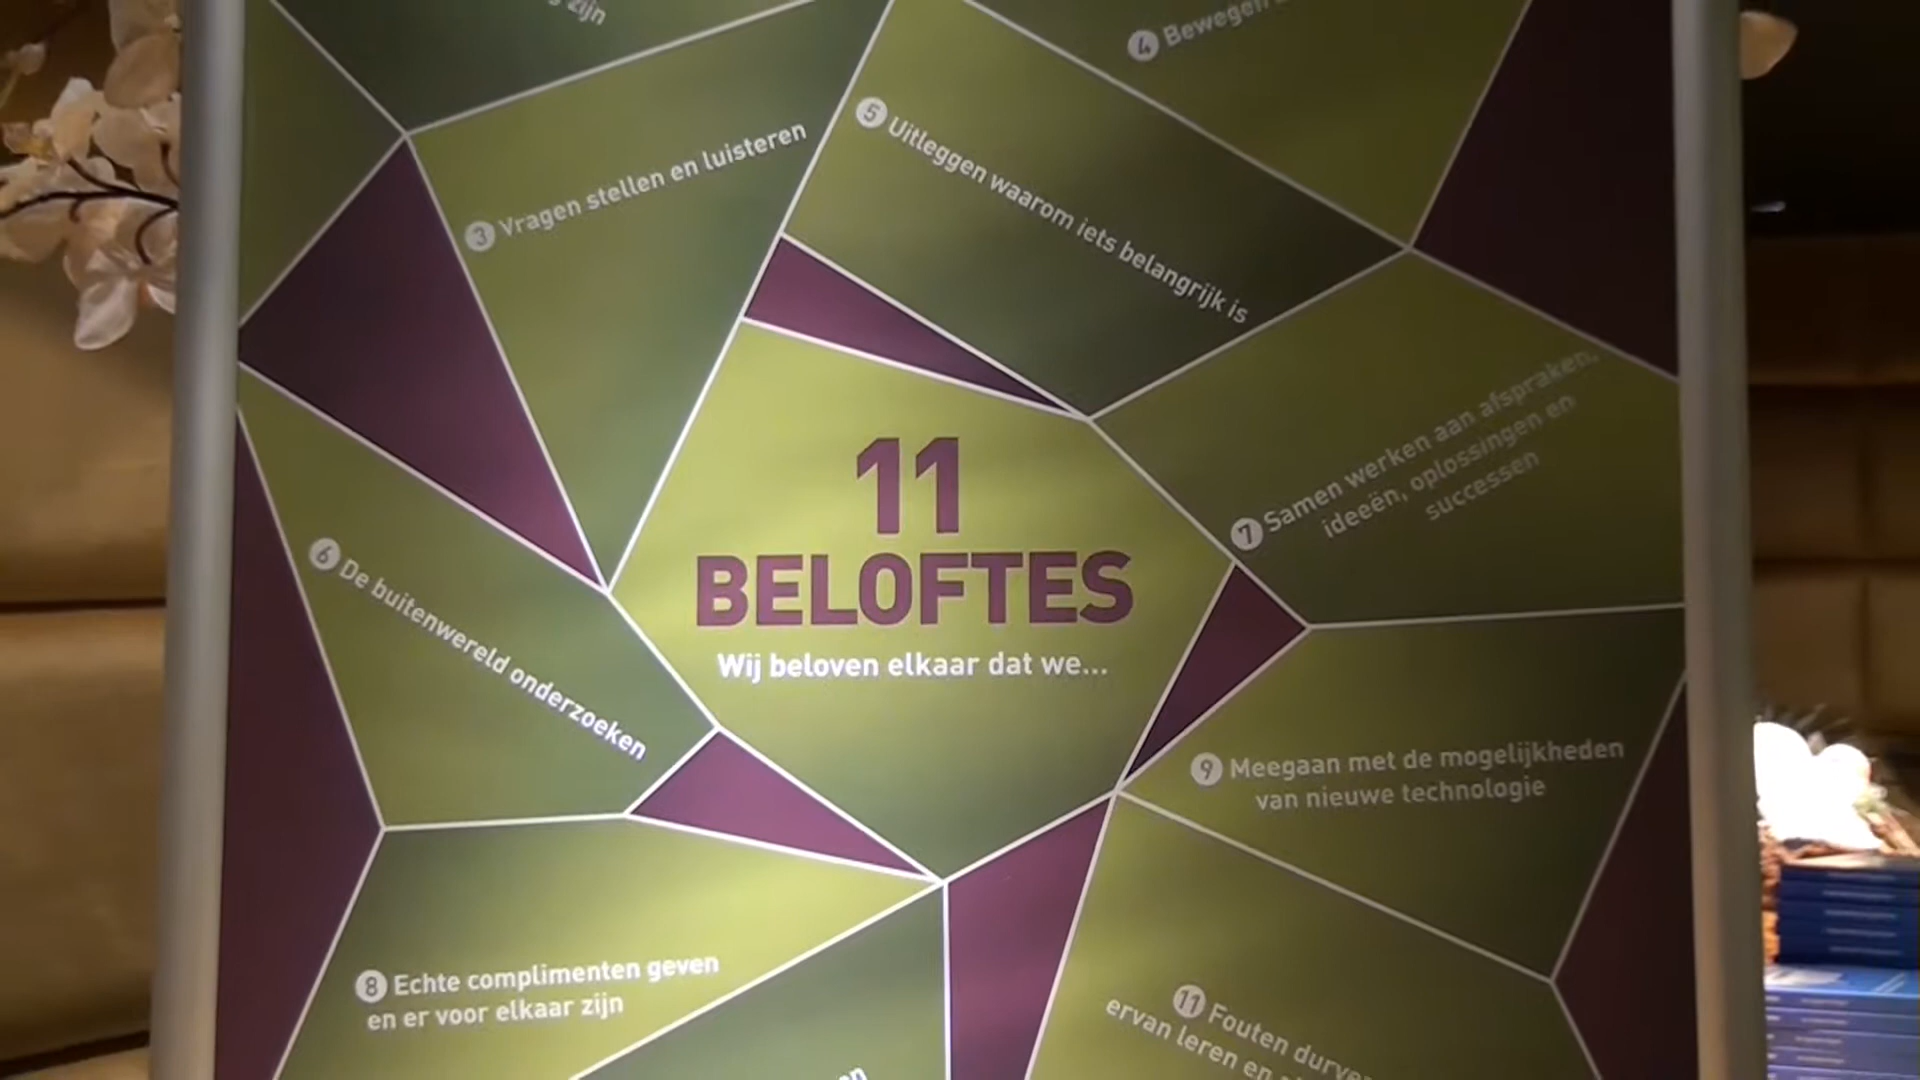 zijn
4 Bewegen
3 Vragen stellen en luisteren
5 Uitleggen waarom iets belangrijk is
11
BELOFTES
Wij beloven elkaar dat we...
6 De buitenwereld onderzoeken
7 Samen werken aan afspraken,
ideeën, oplossingen en
successen
9 Meegaan met de mogelijkheden
van nieuwe technologie
8 Echte complimenten geven
en er voor elkaar zijn
11 Fouten
ervan leren en